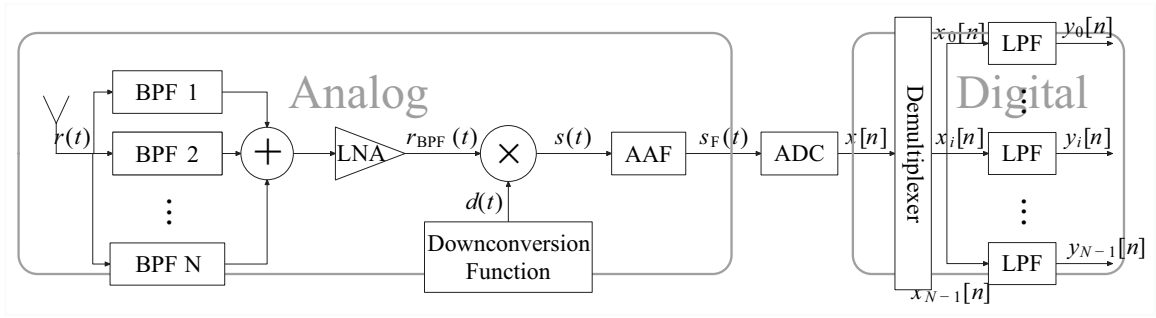 Analog
Digital
r(t)
BPF 1
BPF 2
⋮
BPF N
+
LNA
r_BPF (t)
×
d(t)
Downconversion
Function
s(t)
AAF
s_F(t)
ADC
x[n]
Demultiplexer
x_0[n]
LPF
y_0[n]
⋮
⋮
x_i[n]
LPF
y_i[n]
⋮
⋮
x_{N−1}[n]
LPF
y_{N−1}[n]